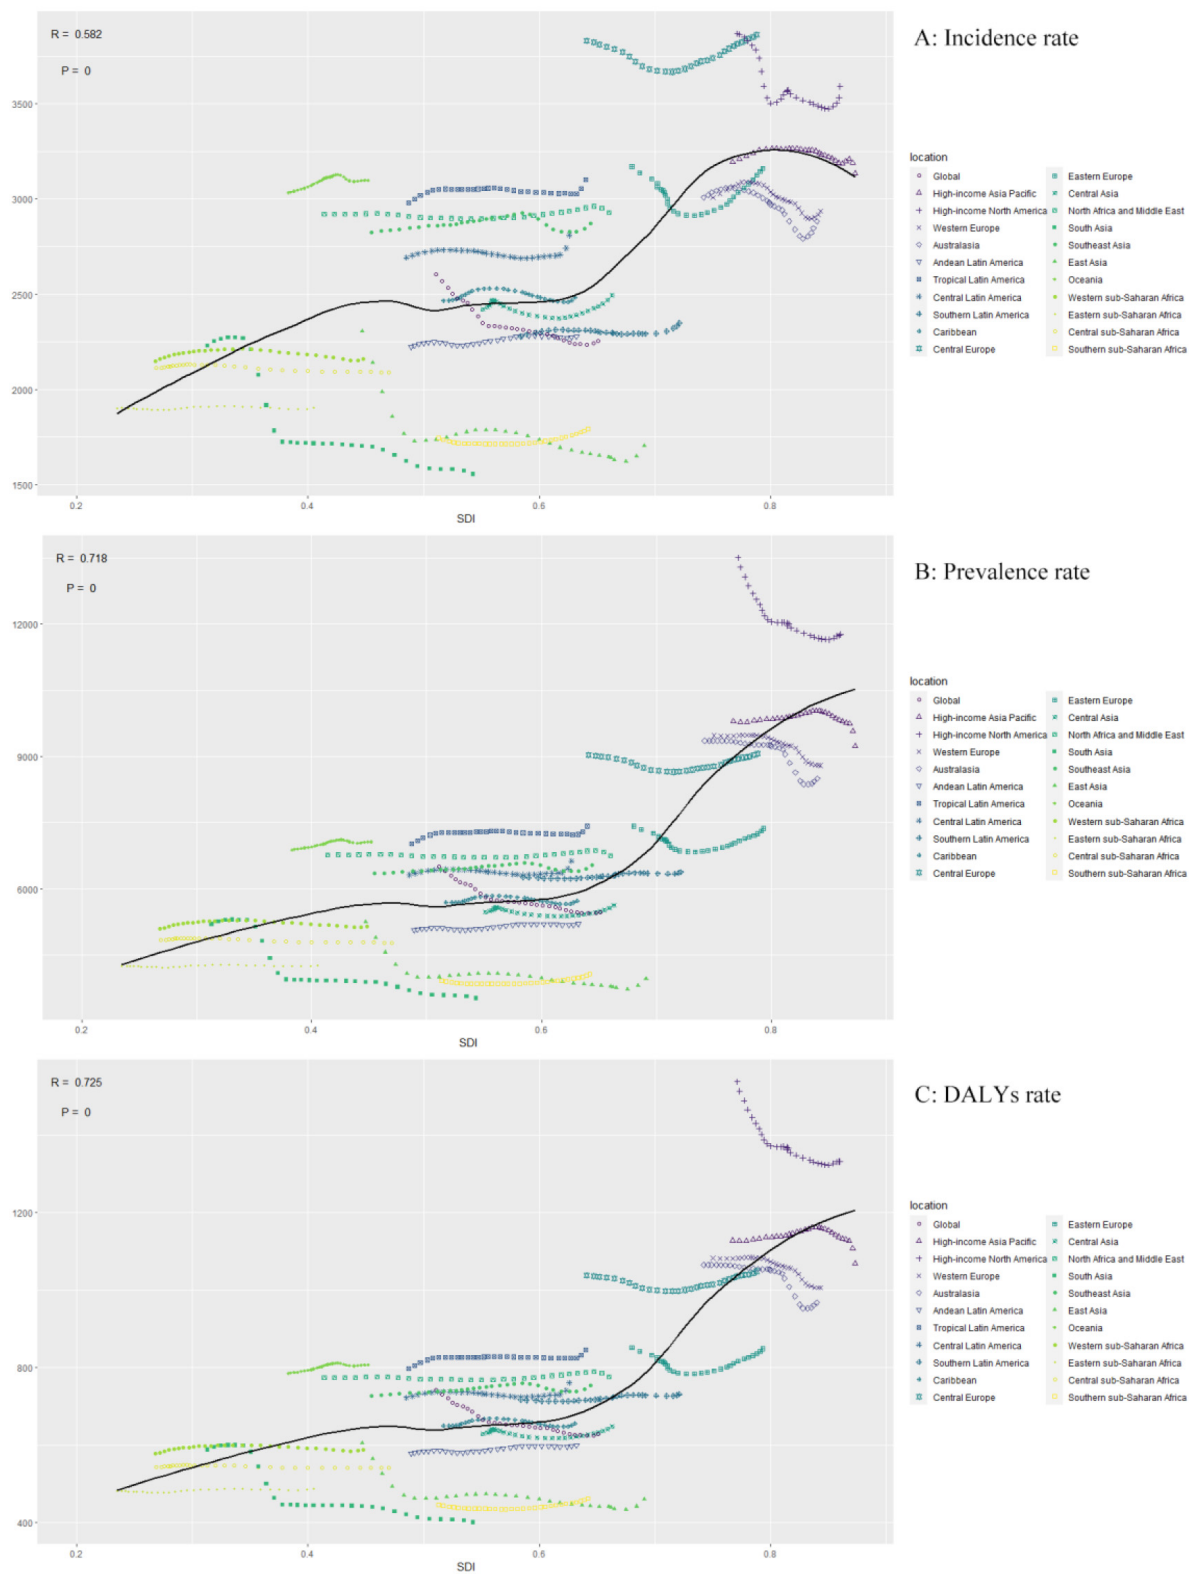 R = 0.582
P = 0
A: Incidence rate
3500
3000
2500
2000
1500
0.2 0.4 0.6 0.8
SDI
location
Global Eastern Europe
High-income Asia Pacific Central Asia
High-income North America North Africa and Middle East
Western Europe South Asia
Australasia Southeast Asia
Andean Latin America East Asia
Tropical Latin America Oceania
Central Latin America Western sub-Saharan Africa
Southern Latin America Eastern sub-Saharan Africa
Caribbean Central sub-Saharan Africa
Central Europe Southern sub-Saharan Africa
R = 0.718
P = 0
B: Prevalence rate
12000
9000
6000
0.2 0.4 0.6 0.8
SDI
location
Global Eastern Europe
High-income Asia Pacific Central Asia
High-income North America North Africa and Middle East
Western Europe South Asia
Australasia Southeast Asia
Andean Latin America East Asia
Tropical Latin America Oceania
Central Latin America Western sub-Saharan Africa
Southern Latin America Eastern sub-Saharan Africa
Caribbean Central sub-Saharan Africa
Central Europe Southern sub-Saharan Africa
R = 0.725
P = 0
C: DALYs rate
1200
800
400
0.2 0.4 0.6 0.8
SDI
location
Global Eastern Europe
High-income Asia Pacific Central Asia
High-income North America North Africa and Middle East
Western Europe South Asia
Australasia Southeast Asia
Andean Latin America East Asia
Tropical Latin America Oceania
Central Latin America Western sub-Saharan Africa
Southern Latin America Eastern sub-Saharan Africa
Caribbean Central sub-Saharan Africa
Central Europe Southern sub-Saharan Africa